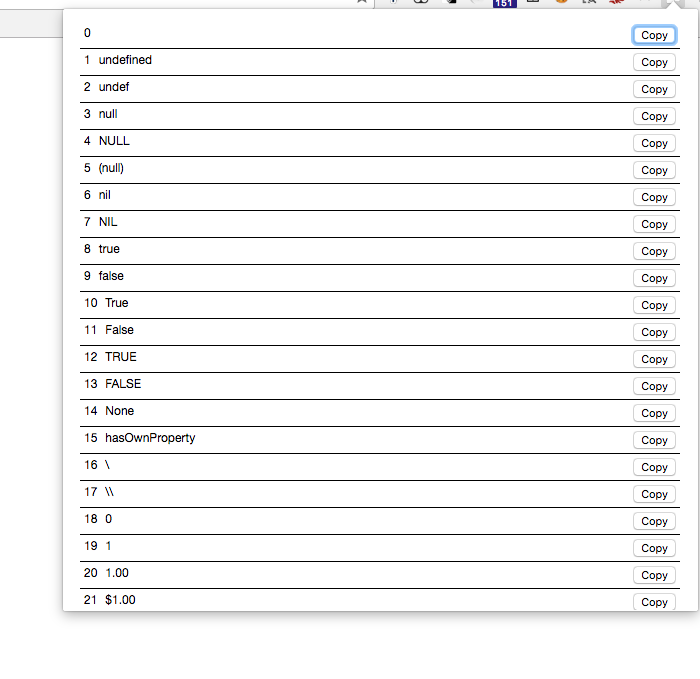 151
0 Copy
1 undefined Copy
2 undef Copy
3 null Copy
4 NULL Copy
5 (null) Copy
6 nil Copy
7 NIL Copy
8 true Copy
9 false Copy
10 True Copy
11 False Copy
12 TRUE Copy
13 FALSE Copy
14 None Copy
15 hasOwnProperty Copy
16 \ Copy
17 \\ Copy
18 0 Copy
19 1 Copy
20 1.00 Copy
21 $1.00 Copy